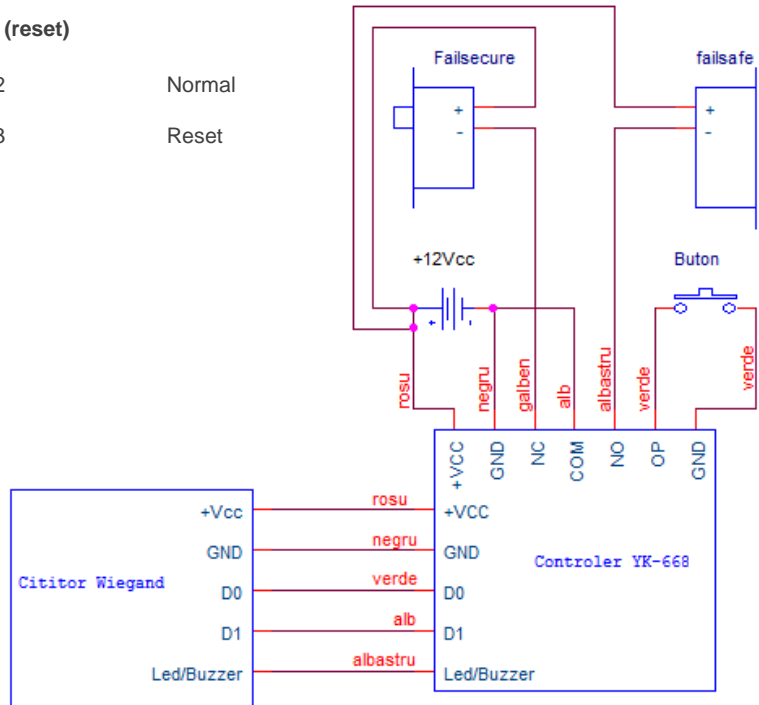 (reset)
2 Normal
3 Reset
Failsecure
failsafe
+
-
+
-
+12Vcc
Buton
+
-
rosu
negru
galben
alb
albastru
verde
verde
+VCC
GND
NC
COM
NO
OP
GND
Cititor Wiegand
+Vcc
GND
D0
D1
Led/Buzzer
rosu
negru
verde
alb
albastru
+VCC
GND
D0
D1
Led/Buzzer
Controler YK-668